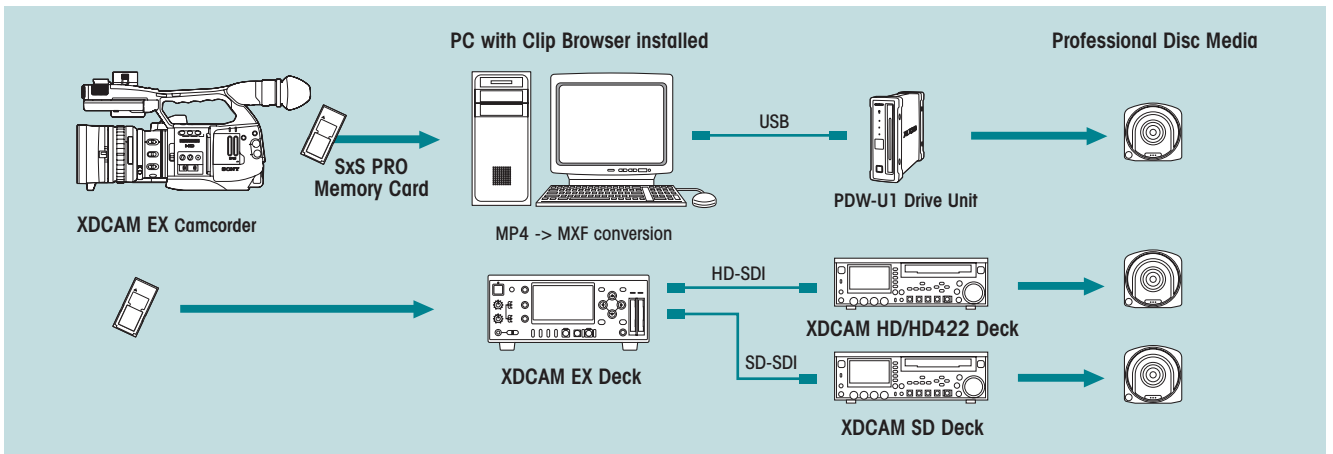 PC with Clip Browser installed
Professional Disc Media
USB
SxS PRO
Memory Card
SONY
XDCAM EX Camcorder
PDW-U1 Drive Unit
MP4 -> MXF conversion
HD-SDI
XDCAM HD/HD422 Deck
XDCAM EX Deck
SD-SDI
XDCAM SD Deck